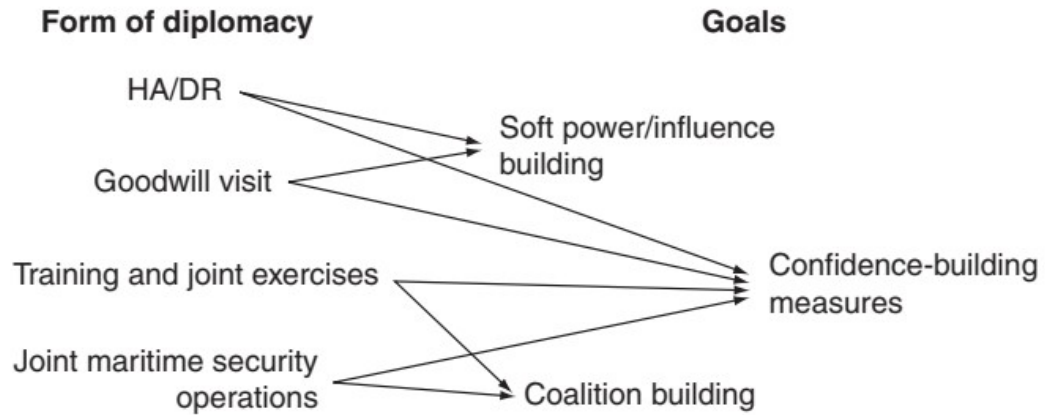 Form of diplomacy
Goals
HA/DR
Soft power/influence
building
Goodwill visit
Training and joint exercises
Confidence-building
measures
Joint maritime security
operations
Coalition building